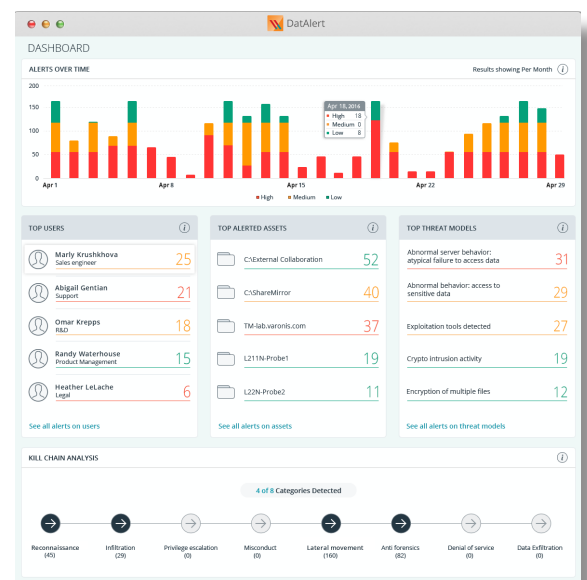 DatAlert
DASHBOARD
ALERTS OVER TIME
Results showing Per Month i
200
150
100
50
0
Apr 18, 2016
High 18
Medium 0
Low 8
Apr 1 Apr 8 Apr 15 Apr 22 Apr 29
High Medium Low
TOP USERS i
Marly Krushkhova
Sales engineer
25
Abigail Gentian
Support
21
Omar Krepps
R&D
18
Randy Waterhouse
Product Management
15
Heather LeLache
Legal
6
See all alerts on users
TOP ALERTED ASSETS i
C:\External Collaboration 52
C:\ShareMirror 40
TM-lab.varonis.com 37
L211N-Probe1 19
L22N-Probe2 11
See all alerts on assets
TOP THREAT MODELS i
Abnormal server behavior:
atypical failure to access data
31
Abnormal behavior: access to
sensitive data
29
Exploitation tools detected 27
Crypto intrusion activity 19
Encryption of multiple files 12
See all alerts on threat models
KILL CHAIN ANALYSIS i
4 of 8 Categories Detected
Reconnaissance
(45)
Infiltration
(29)
Privilege escalation
(0)
Misconduct
(0)
Lateral movement
(160)
Anti forensics
(82)
Denial of service
(0)
Data Exfiltration
(0)